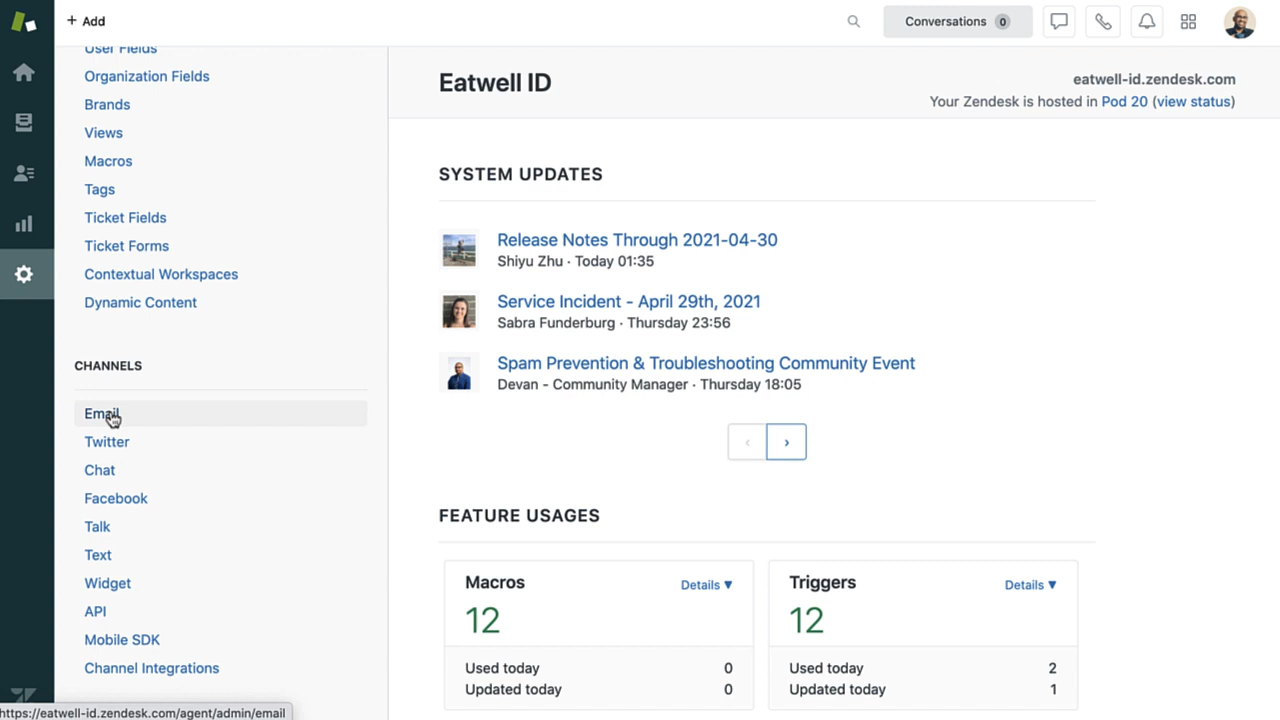 + Add
Conversations 0
User Fields
Organization Fields
Brands
Views
Macros
Tags
Ticket Fields
Ticket Forms
Contextual Workspaces
Dynamic Content
CHANNELS
Email
Twitter
Chat
Facebook
Talk
Text
Widget
API
Mobile SDK
Channel Integrations
https://eatwell-id.zendesk.com/agent/admin/email
Eatwell ID
eatwell-id.zendesk.com
Your Zendesk is hosted in Pod 20 (view status)
SYSTEM UPDATES
Release Notes Through 2021-04-30
Shiyu Zhu · Today 01:35
Service Incident - April 29th, 2021
Sabra Funderburg · Thursday 23:56
Spam Prevention & Troubleshooting Community Event
Devan - Community Manager · Thursday 18:05
‹ ›
FEATURE USAGES
Macros Details ▼
12
Used today 0
Updated today 0
Triggers Details ▼
12
Used today 2
Updated today 1